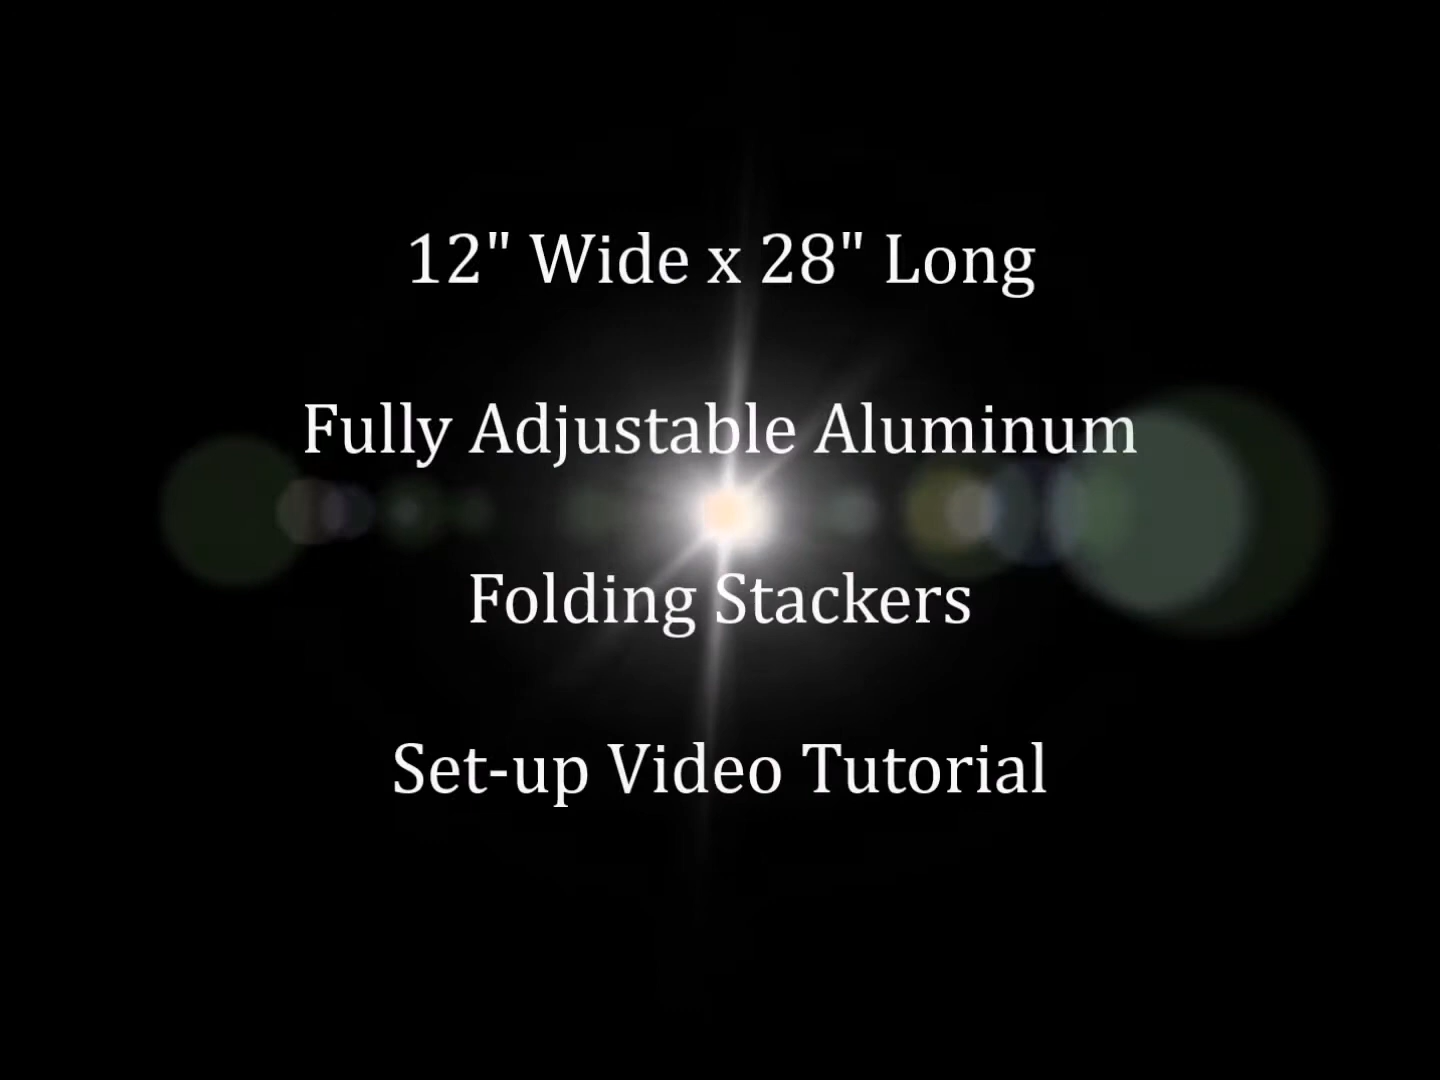 12" Wide x 28" Long
Fully Adjustable Aluminum
Folding Stackers
Set-up Video Tutorial